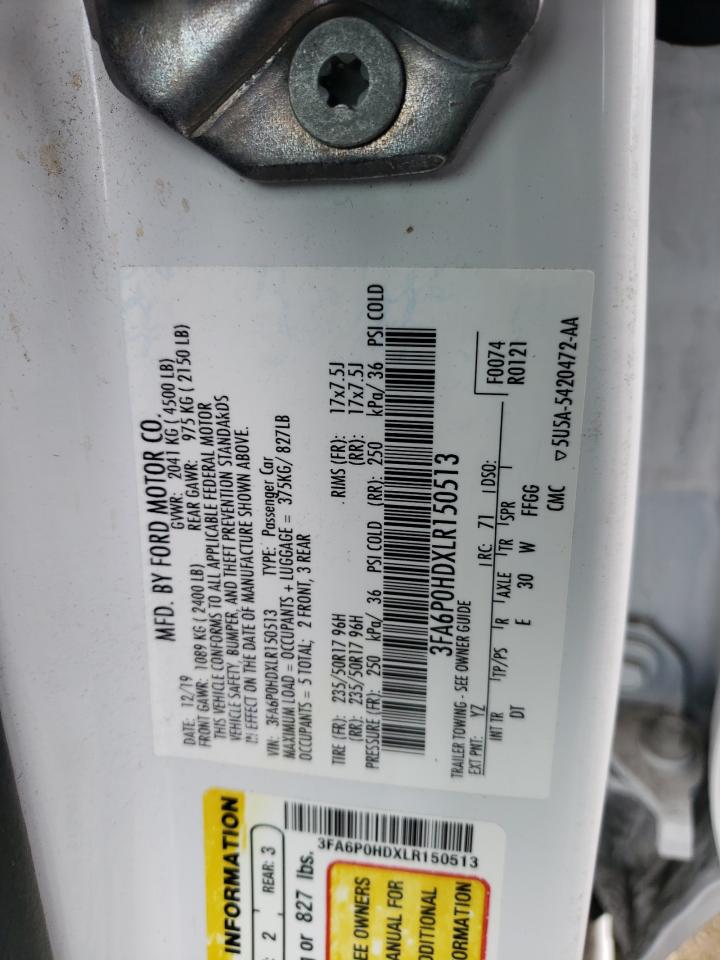 MFD. BY FORD MOTOR CO.
DATE: 12/19 GVWR: 2041 KG ( 4500 LB)
FRONT GAWR: 1089 KG ( 2400 LB) REAR GAWR: 975 KG ( 2150 LB)
THIS VEHICLE CONFORMS TO ALL APPLICABLE FEDERAL MOTOR
VEHICLE SAFETY, BUMPER, AND THEFT PREVENTION STANDARDS
IN EFFECT ON THE DATE OF MANUFACTURE SHOWN ABOVE.
VIN: 3FA6P0HDXLR150513 TYPE: Passenger Car
MAXIMUM LOAD = OCCUPANTS + LUGGAGE = 375KG/ 827LB
OCCUPANTS = 5 TOTAL; 2 FRONT, 3 REAR
TIRE (FR): 235/50R17 96H RIMS (FR): 17x7.5J
(RR): 235/50R17 96H (RR): 17x7.5J
PRESSURE (FR): 250 kPa/ 36 PSI COLD (RR): 250 kPa/ 36 PSI COLD
3FA6P0HDXLR150513
TRAILER TOWING - SEE OWNER GUIDE
F0074
R0121
EXT PNT: YZ RC: 71 DSO:
INT TR TP/PS R AXLE TR SPR
DT E 30 W FFGG
CMC ▽5U5A-5420472-AA
INFORMATION
2 REAR: 3
or 827 lbs.
3FA6P0HDXLR150513
EE OWNERS
ANUAL FOR
DDITIONAL
ORMATION